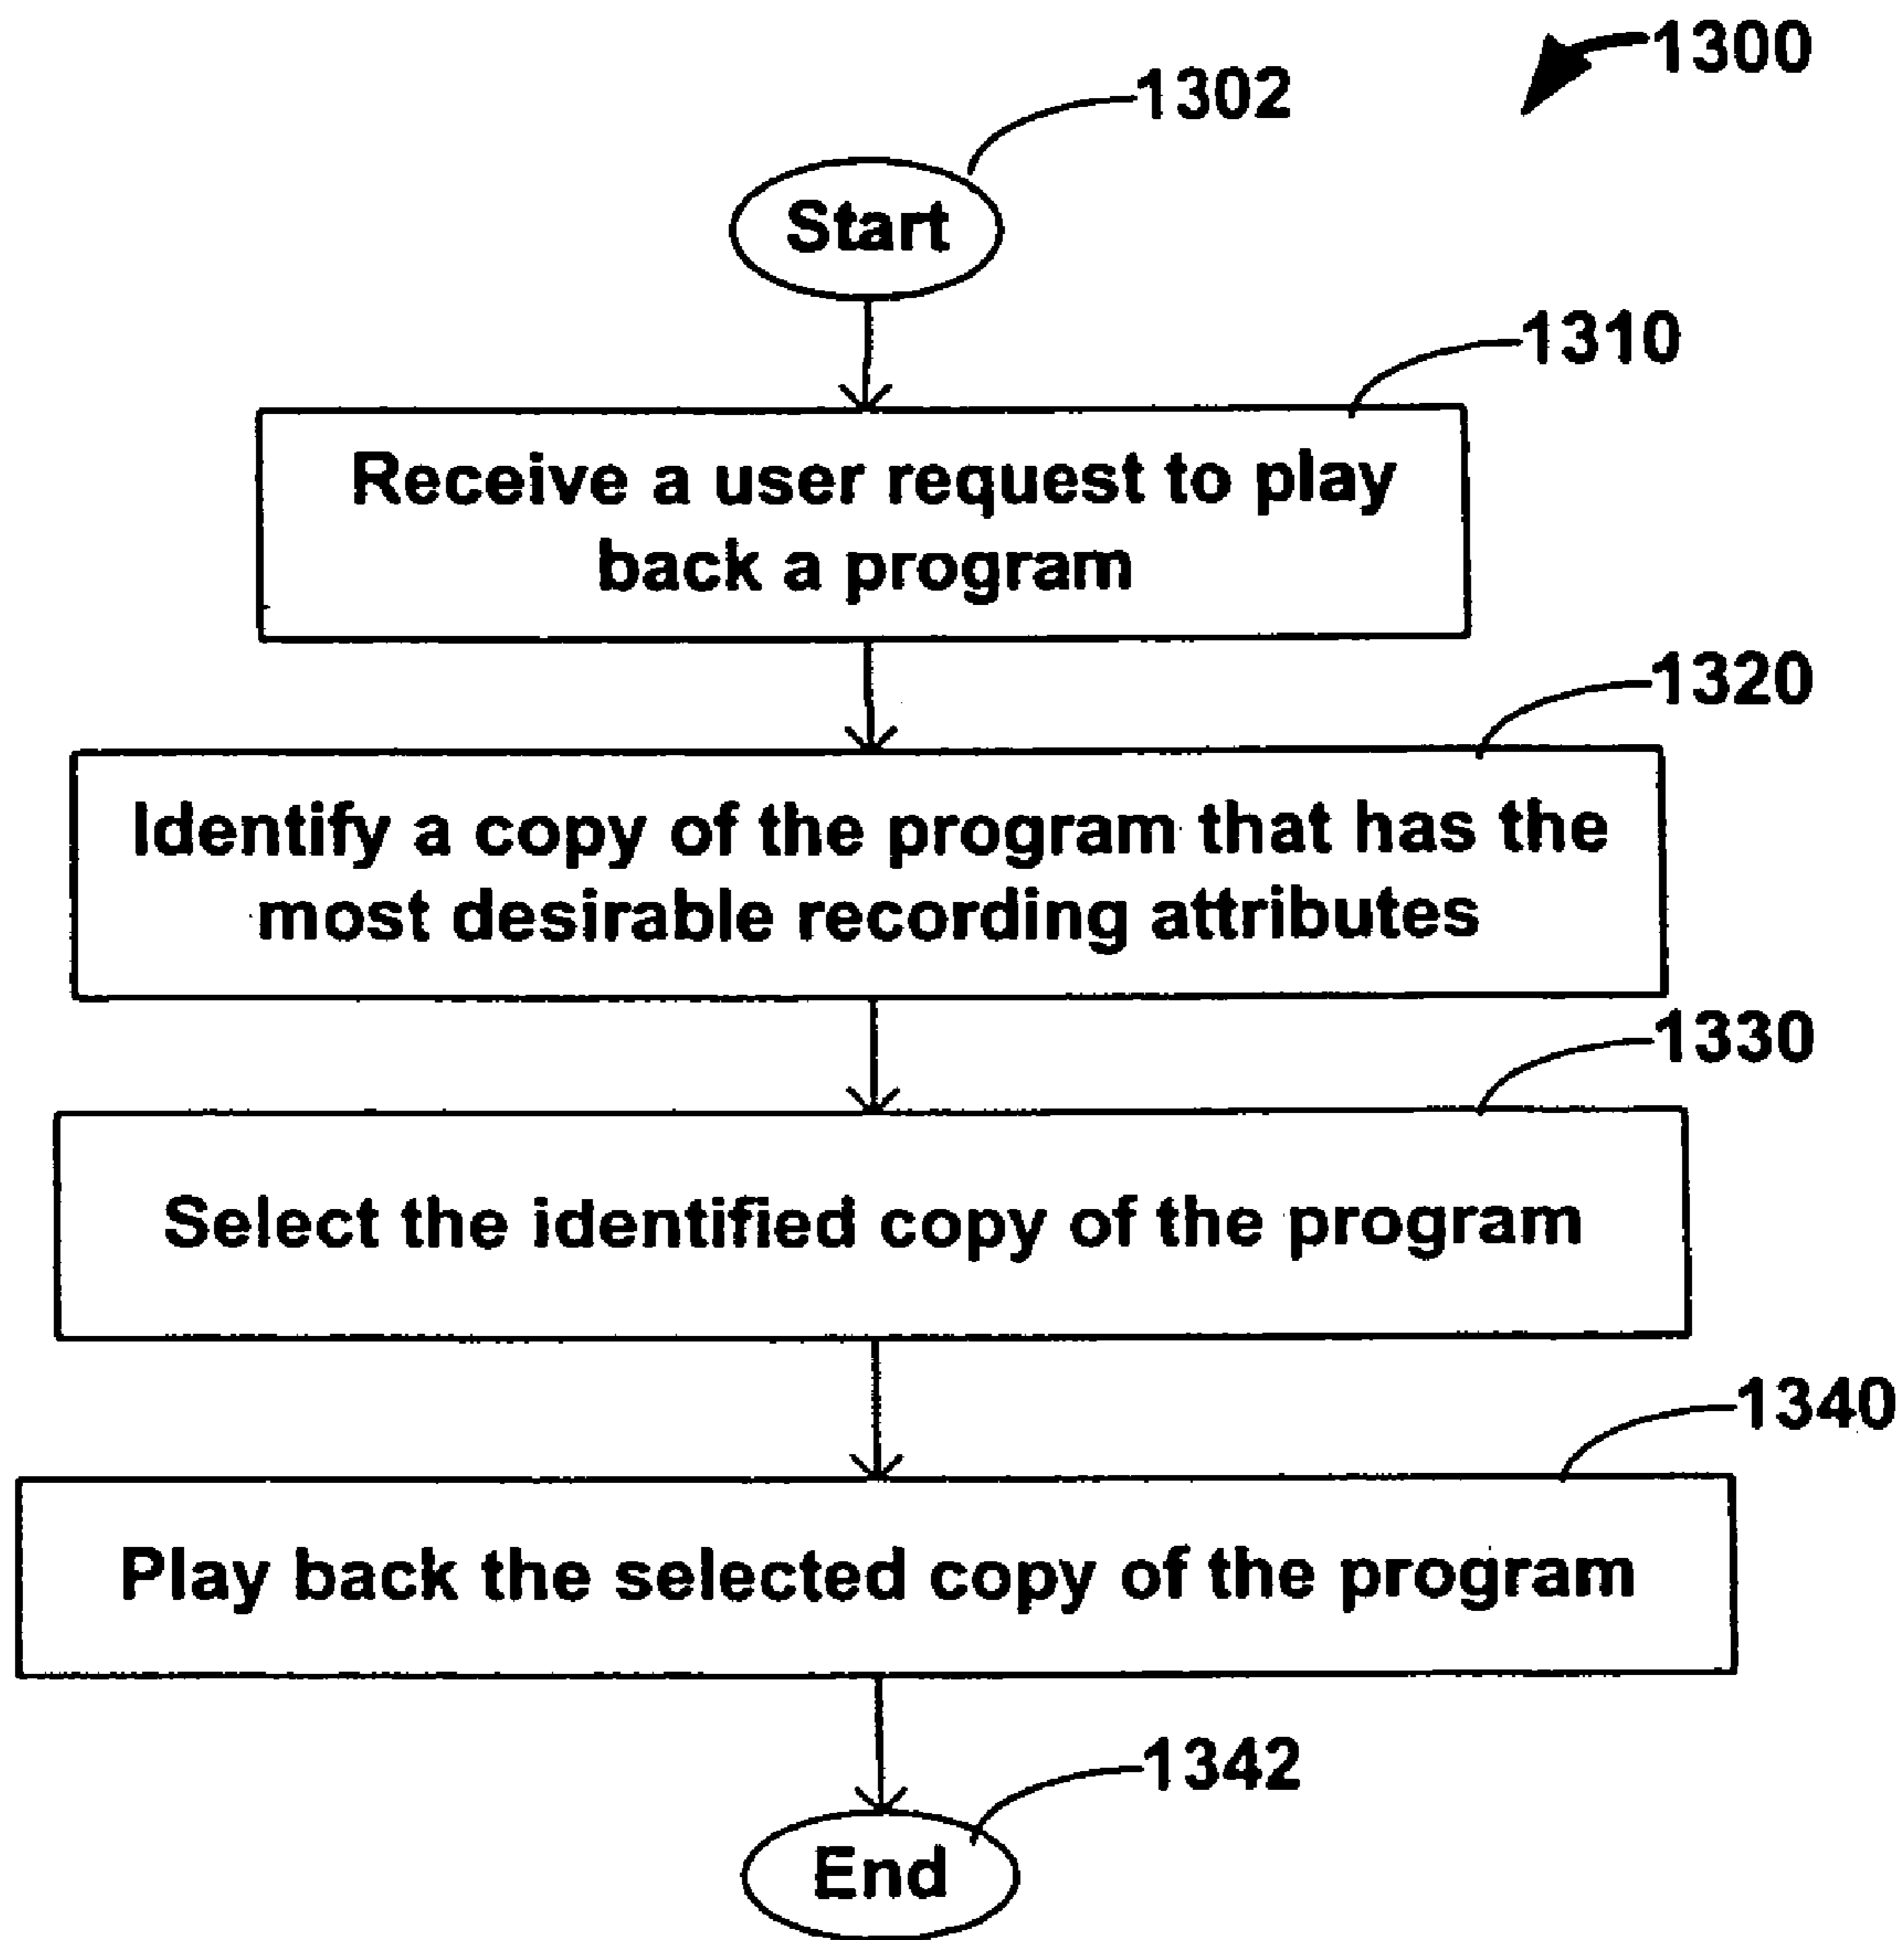 1300
1302
Start
1310
Receive a user request to play
back a program
1320
Identify a copy of the program that has the
most desirable recording attributes
1330
Select the identified copy of the program
1340
Play back the selected copy of the program
1342
End